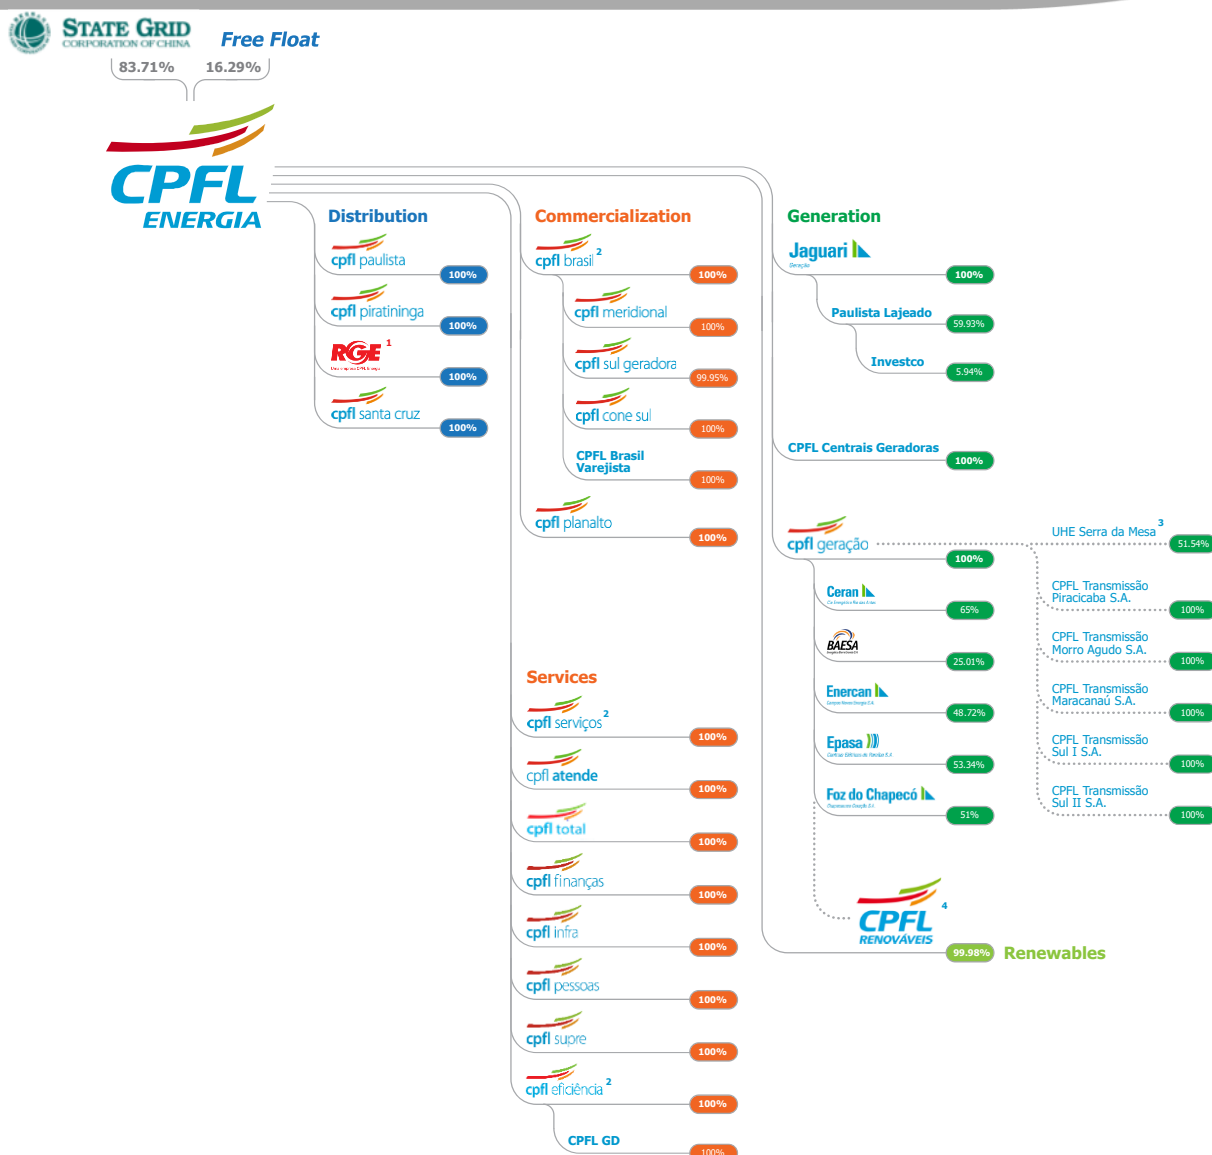 STATE GRID
CORPORATION OF CHINA
Free Float
83.71%
16.29%
CPFL
ENERGIA
Distribution
cpfl paulista
100%
cpfl piratininga
100%
RGE 1
100%
cpfl santa cruz
100%
Commercialization
cpfl brasil 2
100%
cpfl meridional
100%
cpfl sul geradora
99.95%
cpfl cone sul
100%
CPFL Brasil
Varejista
100%
cpfl planalto
100%
Services
cpfl serviços 2
100%
cpfl atende
100%
cpfl total
100%
cpfl finanças
100%
cpfl infra
100%
cpfl pessoas
100%
cpfl supre
100%
cpfl eficiência 2
100%
CPFL GD
100%
Generation
Jaguari
Geração
100%
Paulista Lajeado
59.93%
Investco
5.94%
CPFL Centrais Geradoras
100%
cpfl geração
100%
Ceran
65%
BAESA
25.01%
Enercan
48.72%
Epasa
53.34%
Foz do Chapecó
51%
UHE Serra da Mesa 3
51.54%
CPFL Transmissão
Piracicaba S.A.
100%
CPFL Transmissão
Morro Agudo S.A.
100%
CPFL Transmissão
Maracanaú S.A.
100%
CPFL Transmissão
Sul I S.A.
100%
CPFL Transmissão
Sul II S.A.
100%
CPFL 4
RENOVÁVEIS
99.98%
Renewables